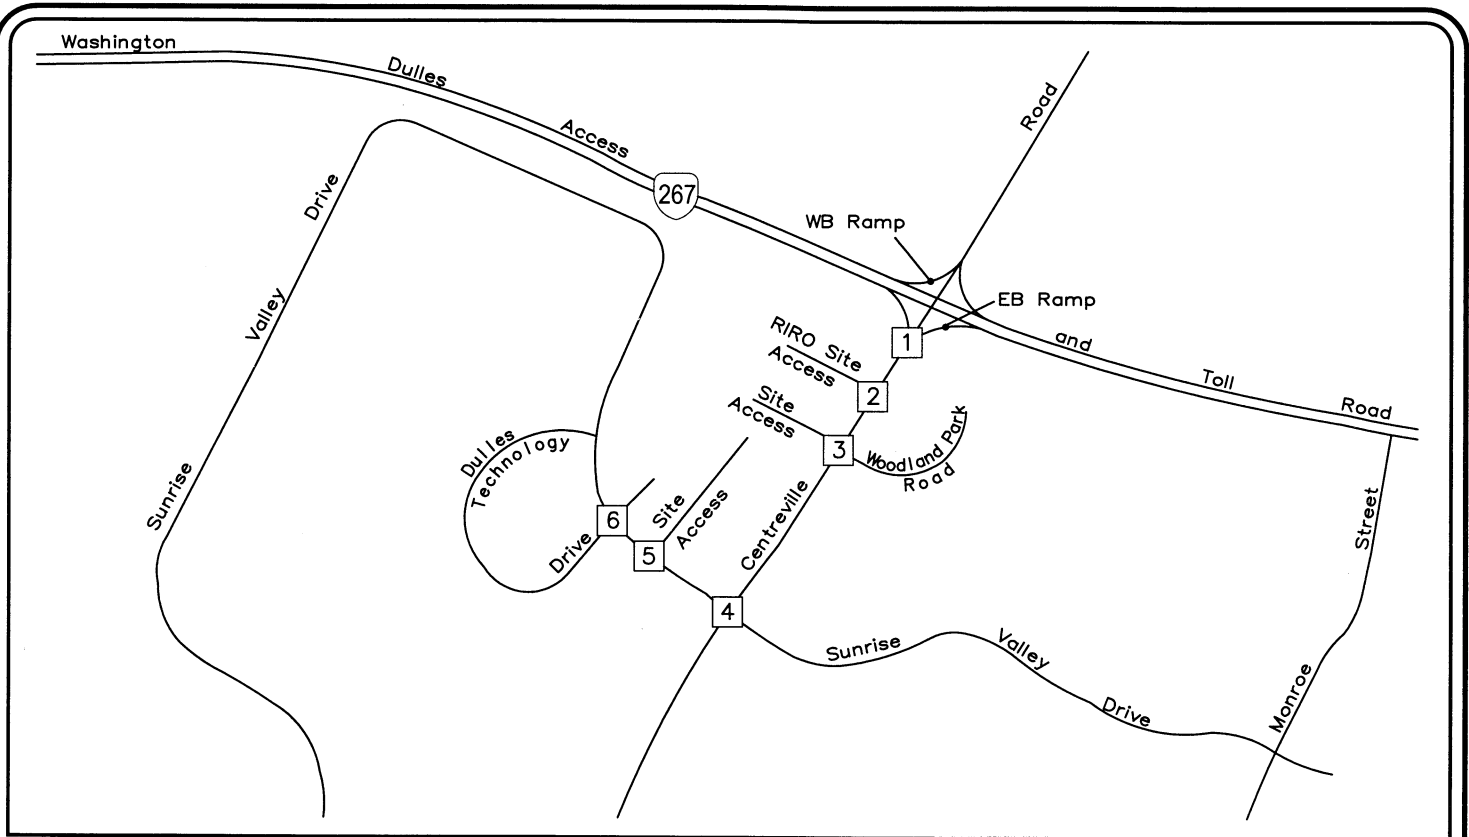 Washington
Dulles
Access
267
and
Toll
Road
Road
WB Ramp
EB Ramp
1
RIRO Site
Access
2
Site
Access
3
Woodland Park
Road
Centreville
Drive
Valley
Sunrise
Dulles
Technology
Drive
6
Site
Access
5
4
Sunrise
Valley
Drive
Street
Monroe